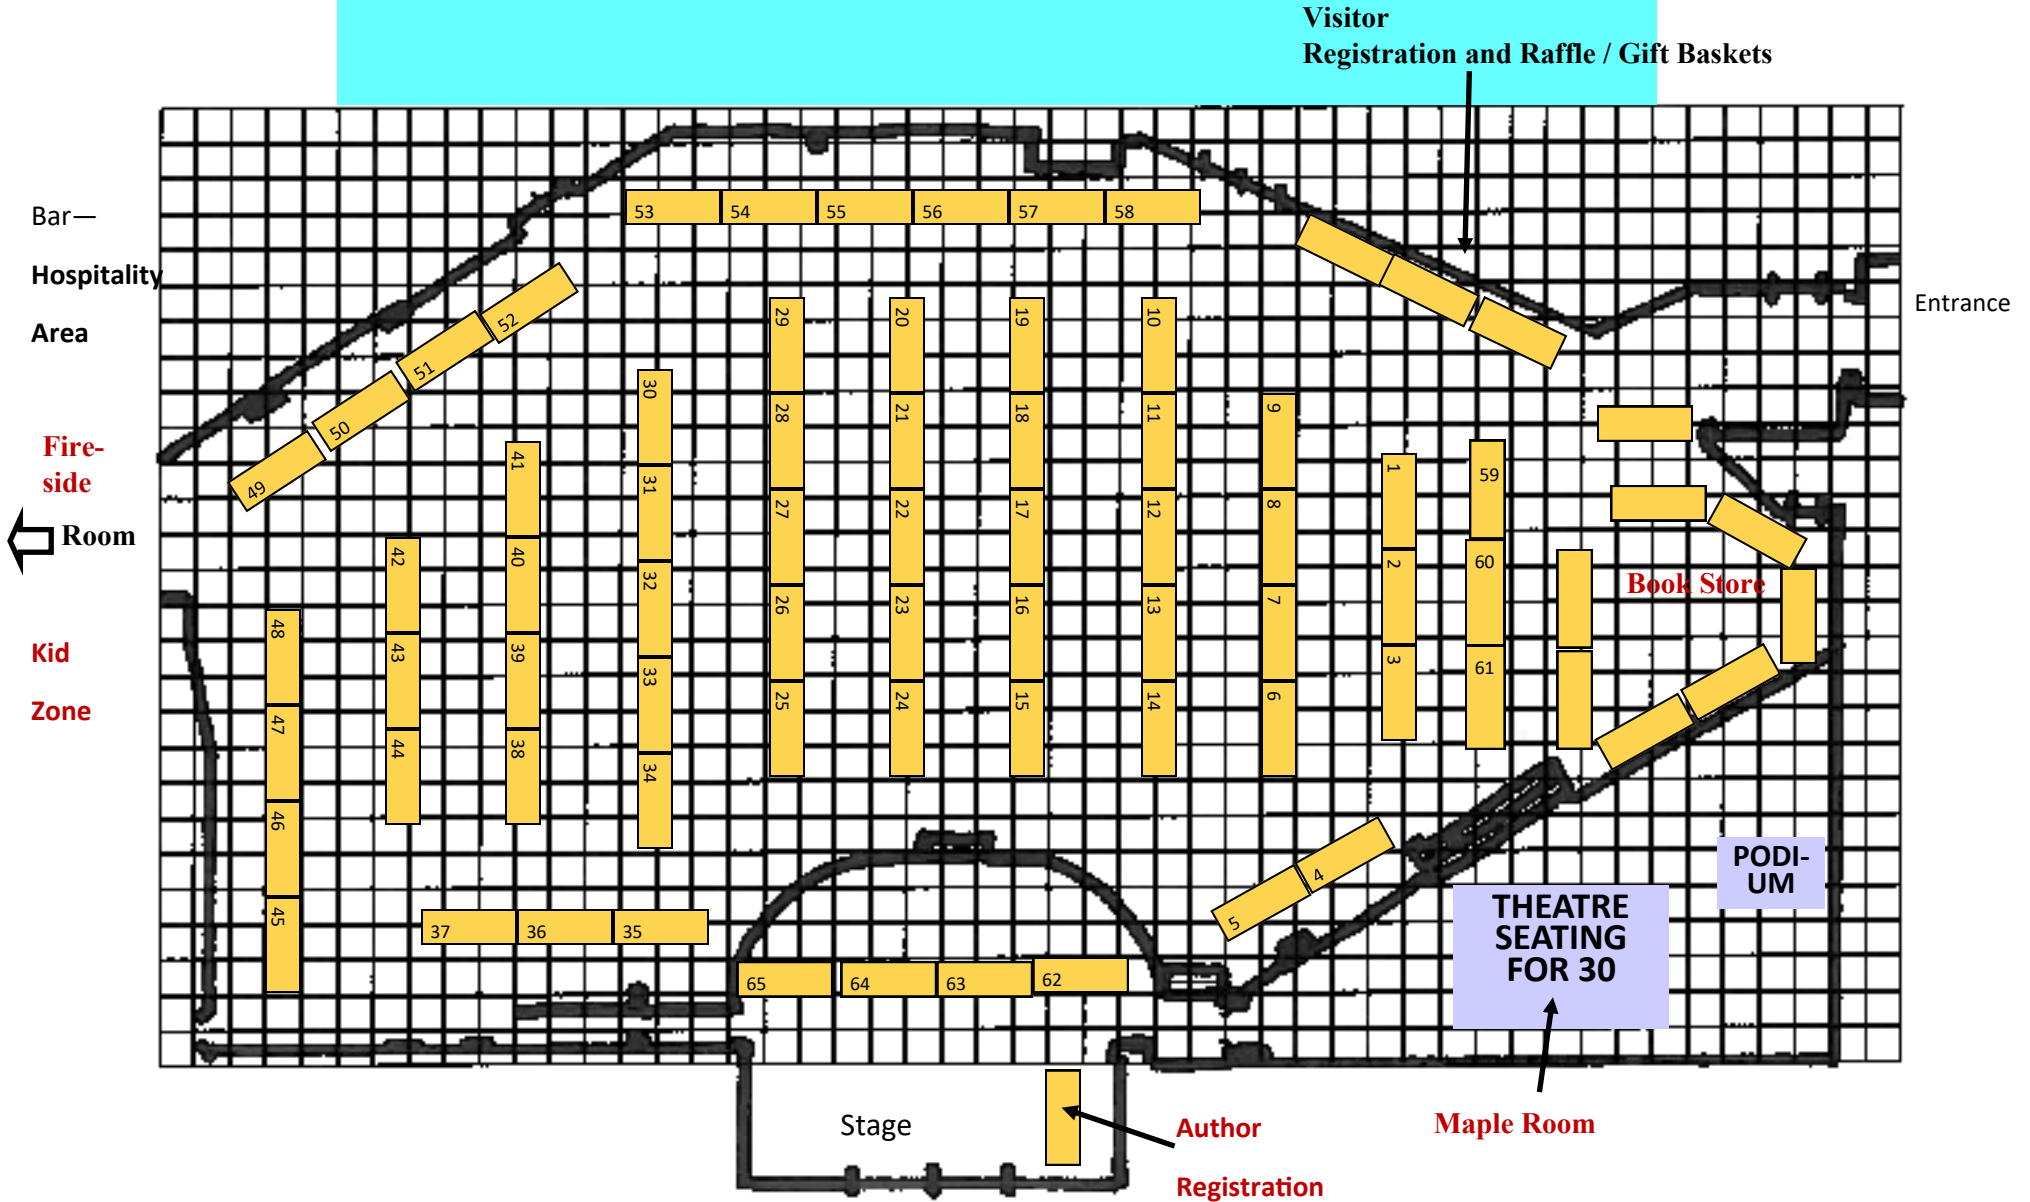 Visitor
Registration and Raffle / Gift Baskets
Bar—
Hospitality
Area
Entrance
Fire-
side
Room
Kid
Zone
53 54 55 56 57 58
52
51
50
49
29 20 19 10
30
28 21 18 11 9
41
31
27 22 17 12 8
1 59
42 40
32
2 60
26 23 16 13 7
Book Store
48
43 39
33
3 61
25 24 15 14 6
47
44 38
34
46
45
4
5
37 36 35
65 64 63 62
PODI-
UM
THEATRE
SEATING
FOR 30
Maple Room
Stage
Author
Registration